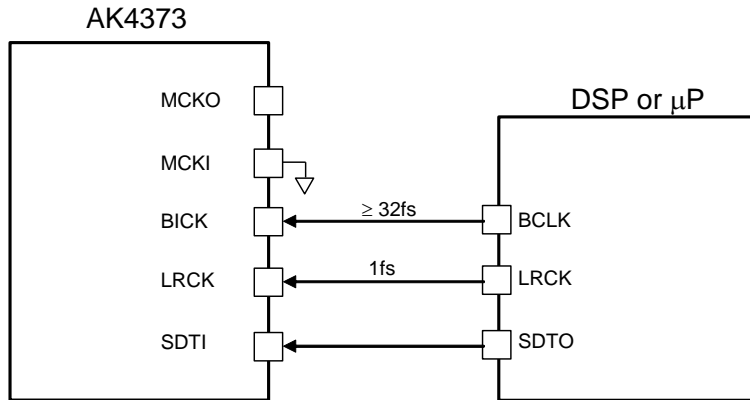 AK4373
DSP or μP
MCKO
MCKI
BICK
≥ 32fs
BCLK
LRCK
1fs
LRCK
SDTI
SDTO